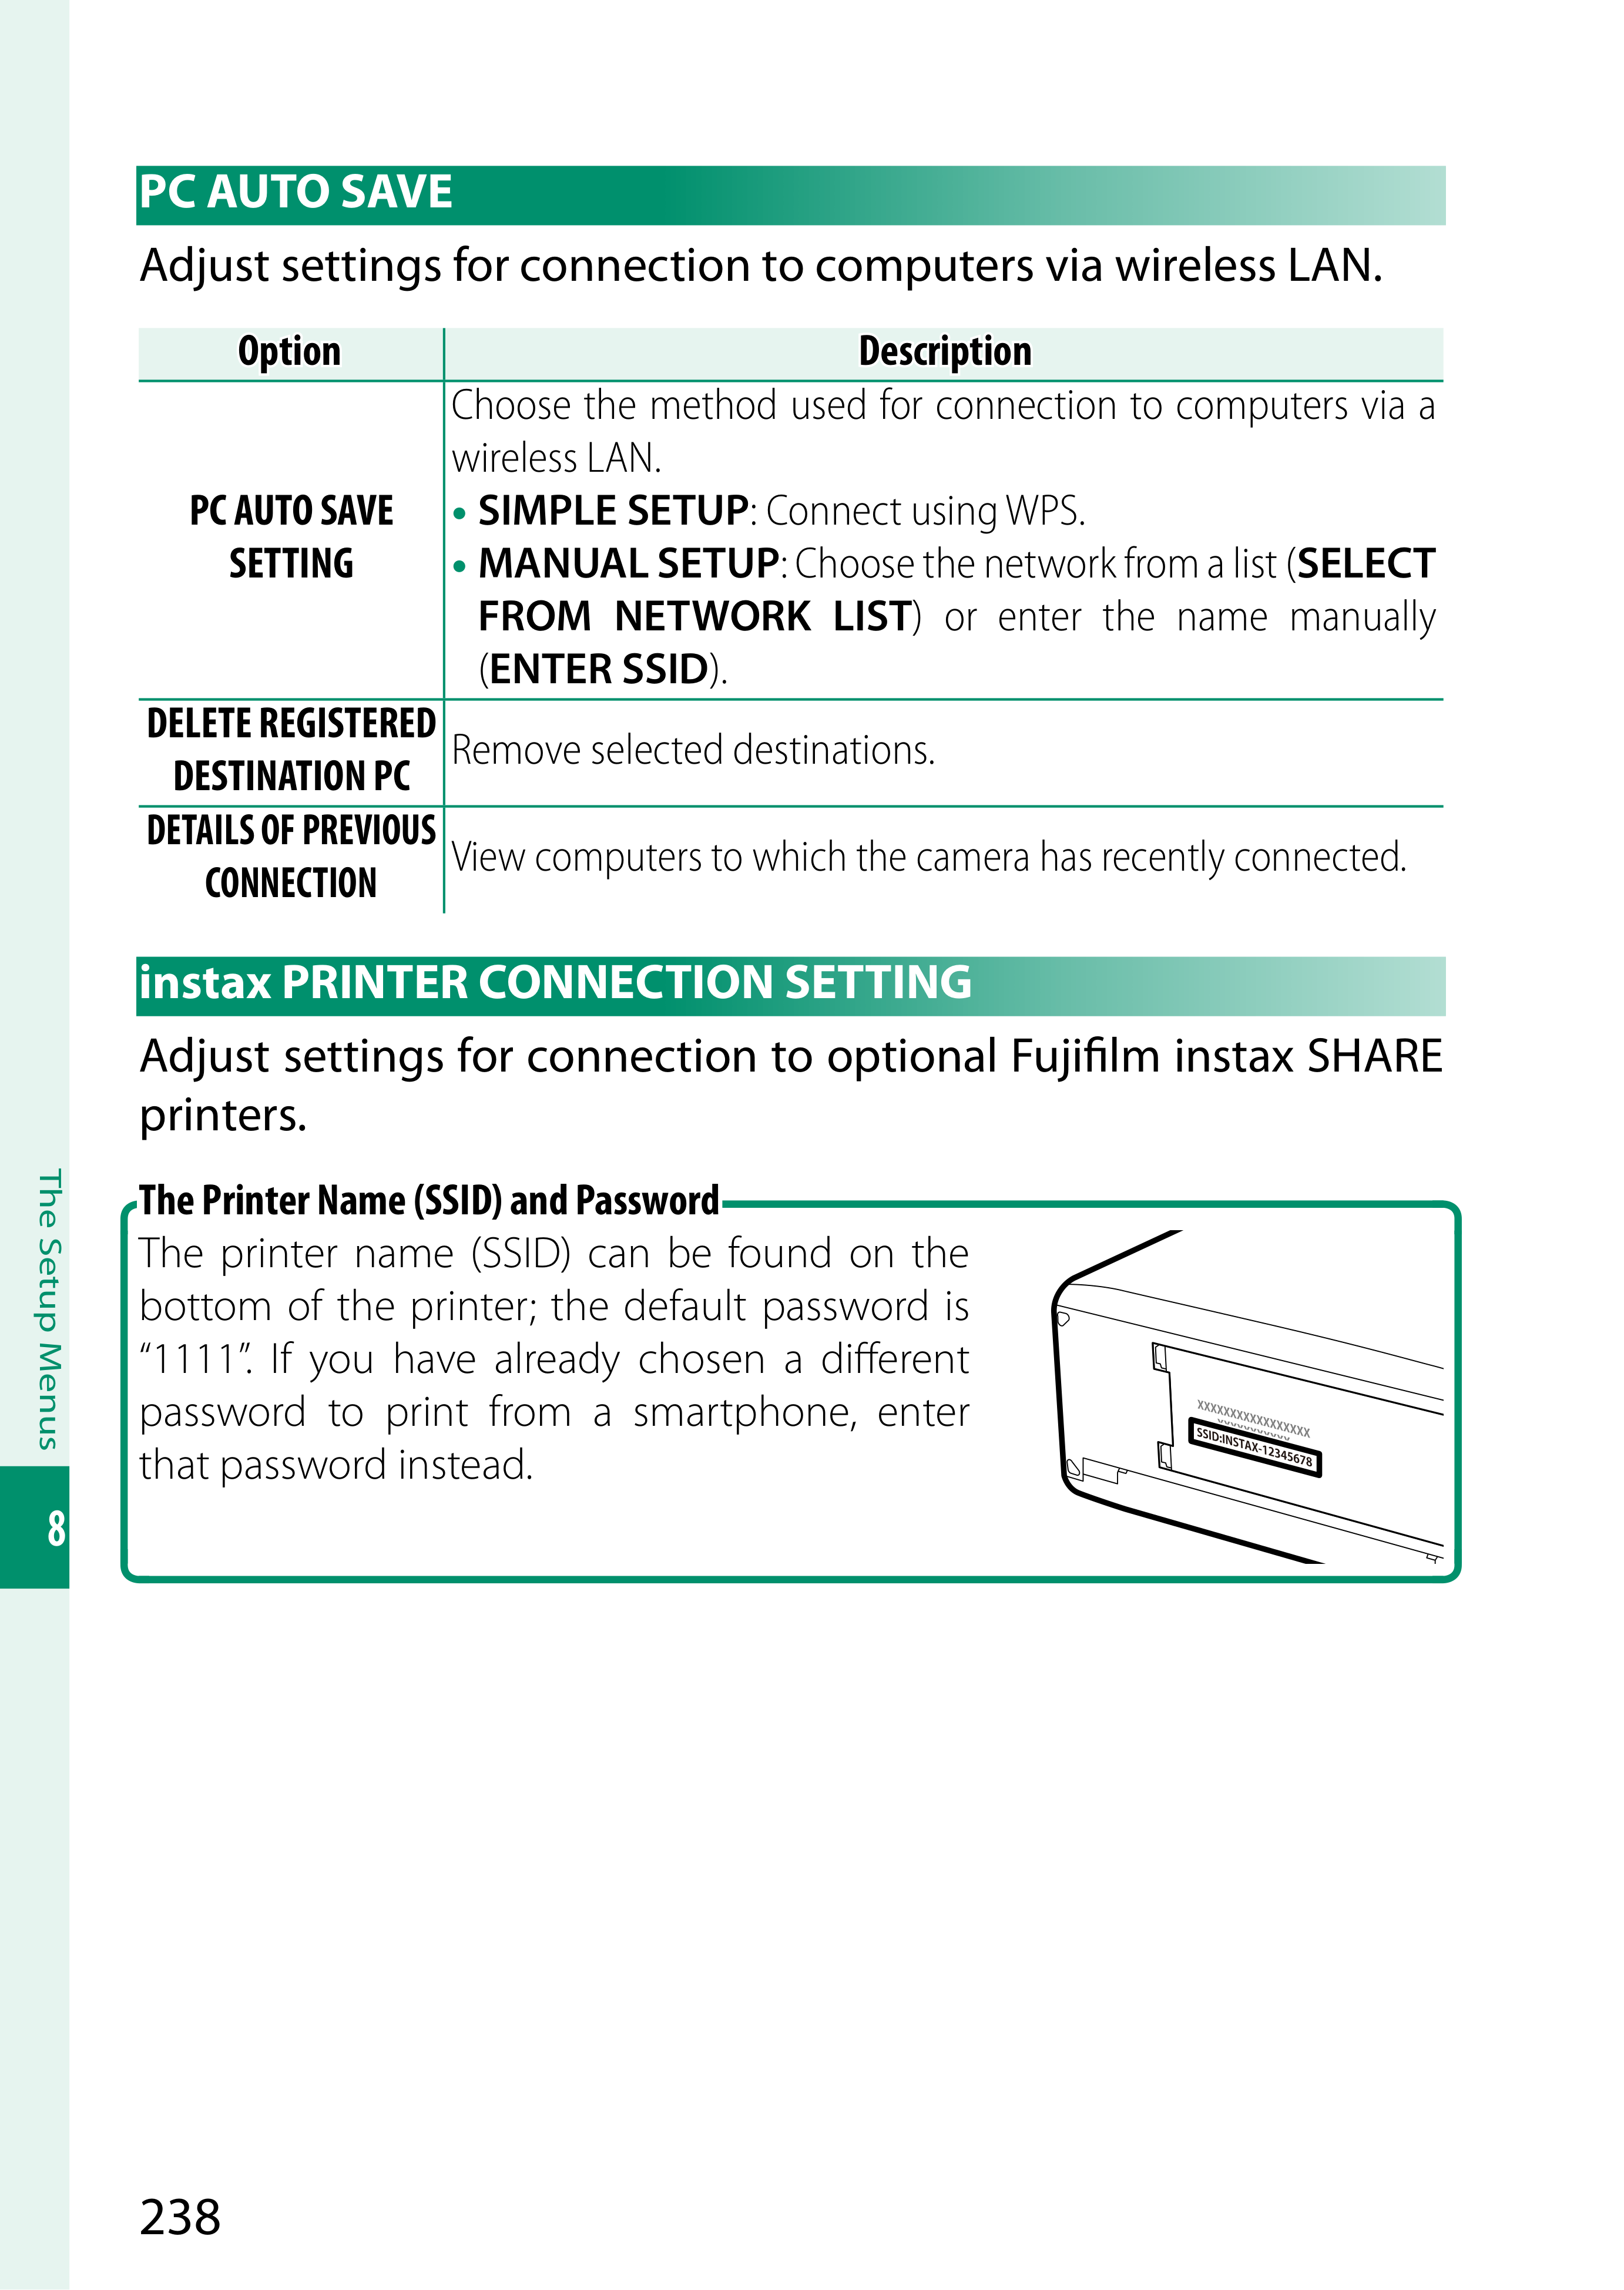 PC AUTO SAVE
Adjust settings for connection to computers via wireless LAN.
Option Description
PC AUTO SAVE
SETTING
Choose the method used for connection to computers via a
wireless LAN.
• SIMPLE SETUP: Connect using WPS.
• MANUAL SETUP: Choose the network from a list (SELECT
FROM NETWORK LIST) or enter the name manually
(ENTER SSID).
DELETE REGISTERED
DESTINATION PC
Remove selected destinations.
DETAILS OF PREVIOUS
CONNECTION
View computers to which the camera has recently connected.
instax PRINTER CONNECTION SETTING
Adjust settings for connection to optional Fujifilm instax SHARE
printers.
The Printer Name (SSID) and Password
The printer name (SSID) can be found on the
bottom of the printer; the default password is
“1111”. If you have already chosen a different
password to print from a smartphone, enter
that password instead.
XXXXXXXXXXXXXXXXX
SSID:INSTAX-12345678
The Setup Menus
8
238